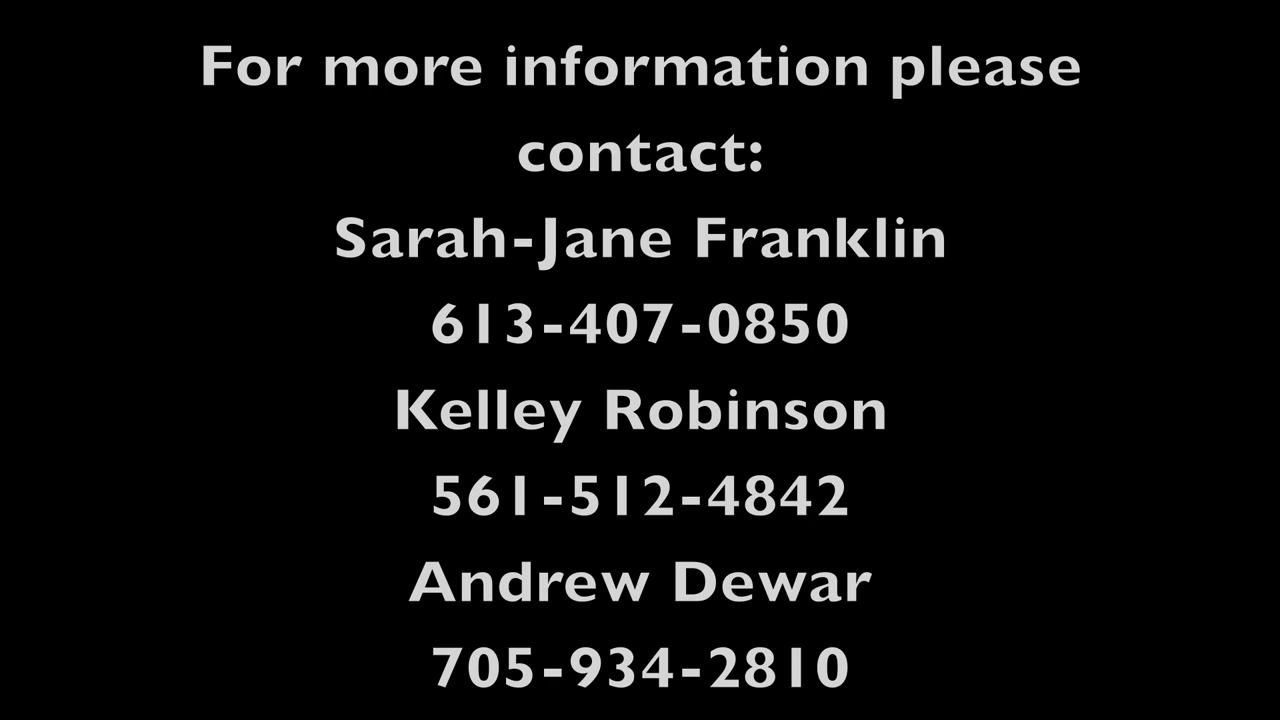 For more information please
contact:
Sarah-Jane Franklin
613-407-0850
Kelley Robinson
561-512-4842
Andrew Dewar
705-934-2810